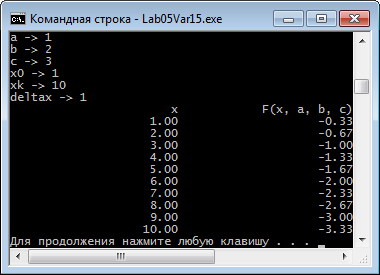 Командная строка - Lab05Var15.exe
a -> 1
b -> 2
c -> 3
x0 -> 1
xk -> 10
deltax -> 1
x F(x, a, b, c)
1.00 -0.33
2.00 -0.67
3.00 -1.00
4.00 -1.33
5.00 -1.67
6.00 -2.00
7.00 -2.33
8.00 -2.67
9.00 -3.00
10.00 -3.33
Для продолжения нажмите любую клавишу . . .